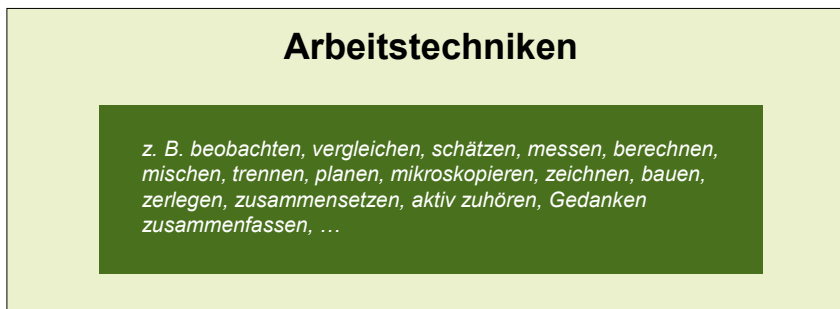 Arbeitstechniken
z. B. beobachten, vergleichen, schätzen, messen, berechnen,
mischen, trennen, planen, mikroskopieren, zeichnen, bauen,
zerlegen, zusammensetzen, aktiv zuhören, Gedanken
zusammenfassen, …